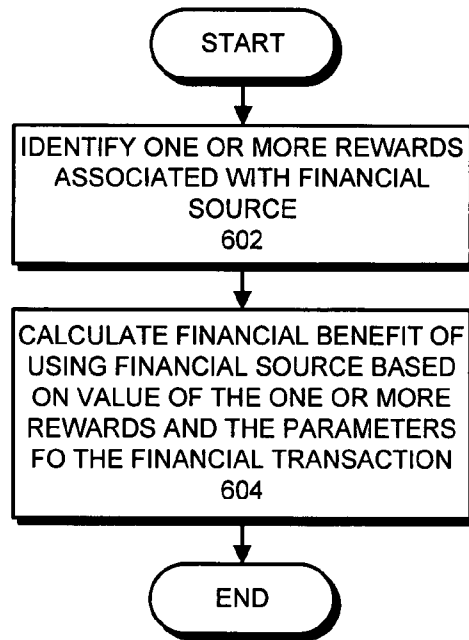 START
IDENTIFY ONE OR MORE REWARDS
ASSOCIATED WITH FINANCIAL
SOURCE
602
CALCULATE FINANCIAL BENEFIT OF
USING FINANCIAL SOURCE BASED
ON VALUE OF THE ONE OR MORE
REWARDS AND THE PARAMETERS
FO THE FINANCIAL TRANSACTION
604
END